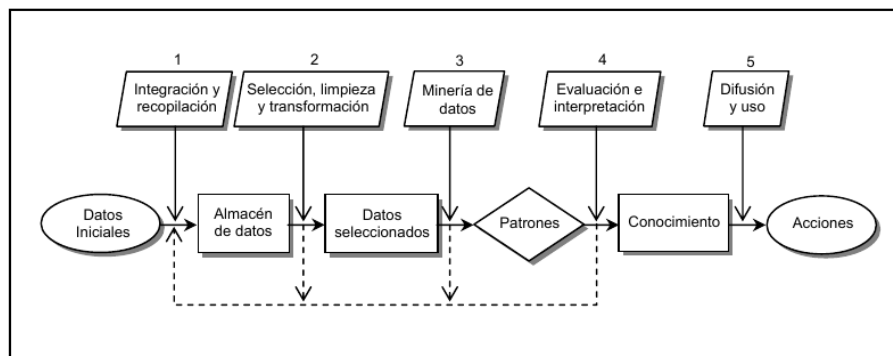 1
2
3
4
5
Integración y
recopilación
Selección, limpieza
y transformación
Minería de
datos
Evaluación e
interpretación
Difusión
y uso
Datos
Iniciales
Almacén
de datos
Datos
seleccionados
Patrones
Conocimiento
Acciones